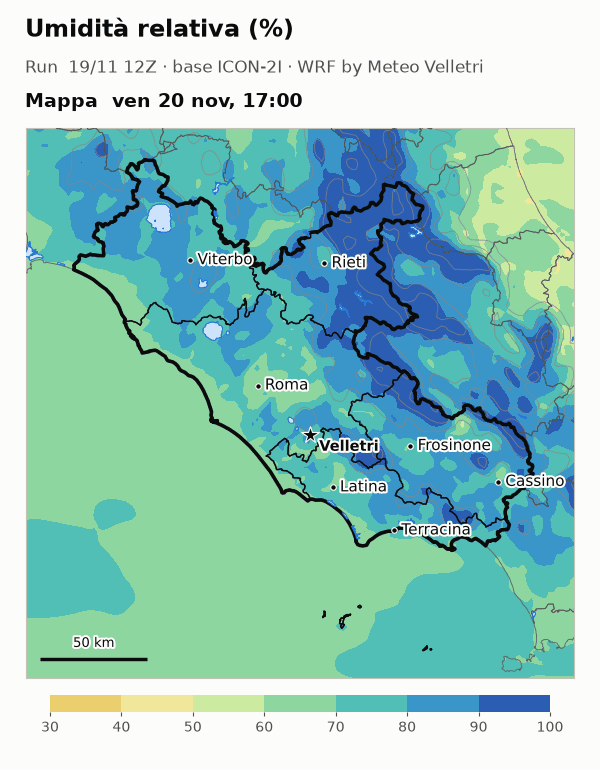 Umidità relativa (%)
Run  19/11 12Z · base ICON-2I · WRF by Meteo Velletri
Mappa  ven 20 nov, 17:00
Viterbo
Rieti
Roma
Velletri
Frosinone
Latina
Cassino
Terracina
50 km
30 40 50 60 70 80 90 100